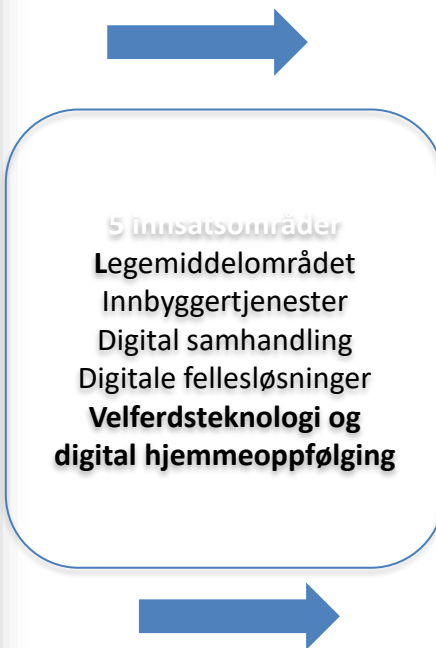 5 innsatsområder
Legemiddelområdet
Innbyggertjenester
Digital samhandling
Digitale fellesløsninger
Velferdsteknologi og
digital hjemmeoppfølging